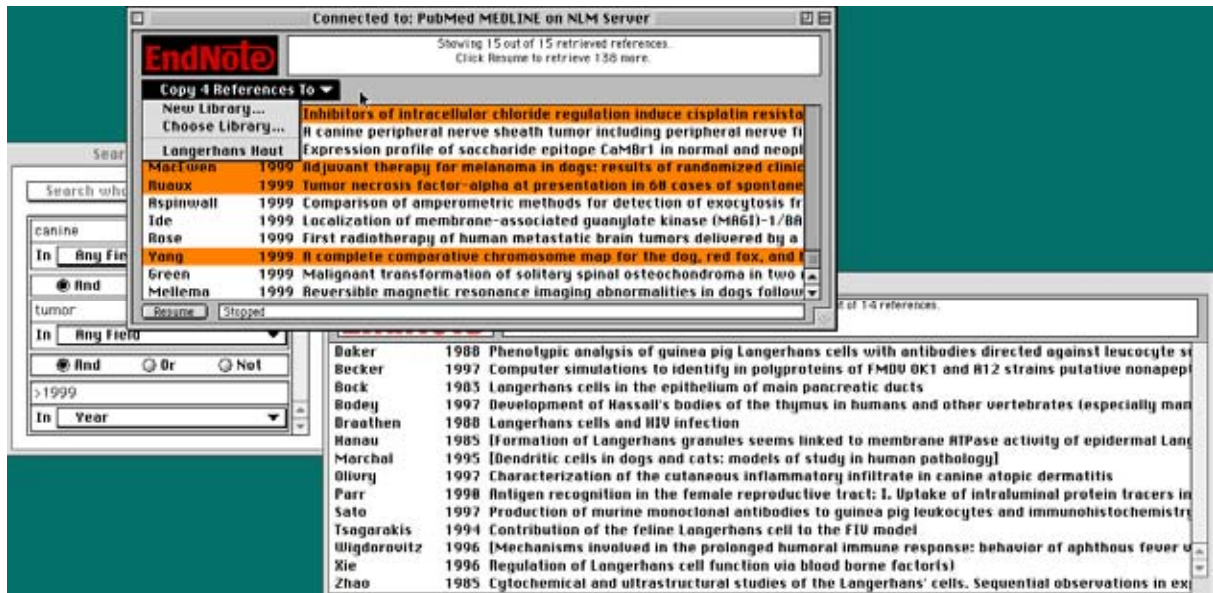 Connected to: PubMed MEDLINE on NLM Server
EndNote
Showing 15 out of 15 retrieved references.
Click Resume to retrieve 138 more.
Copy 4 References To
New Library...
Choose Library...
Langerhans Haut
Inhibitors of intracellular chloride regulation induce cisplatin resista
A canine peripheral nerve sheath tumor including peripheral nerve fi
Expression profile of saccharide epitope CaMBr1 in normal and neopl
MacEwen 1999 Adjuvant therapy for melanoma in dogs: results of randomized clinic
Ruaux 1999 Tumor necrosis factor-alpha at presentation in 60 cases of spontane
Aspinwall 1999 Comparison of amperometric methods for detection of exocytosis fr
Ide 1999 Localization of membrane-associated guanylate kinase (MAGI)-1/BA
Rose 1999 First radiotherapy of human metastatic brain tumors delivered by a
Yang 1999 A complete comparative chromosome map for the dog, red fox, and
Green 1999 Malignant transformation of solitary spinal osteochondroma in two
Mellema 1999 Reversible magnetic resonance imaging abnormalities in dogs follow
Resume Stopped
Sear
Search who
canine
In Any Fie
And
tumor
In Any Field
And Or Not
>1999
In Year
out of 14 references.
Baker 1988 Phenotypic analysis of guinea pig Langerhans cells with antibodies directed against leucocyte
Becker 1997 Computer simulations to identify in polyproteins of FMDV OK1 and A12 strains putative nonapept
Bock 1983 Langerhans cells in the epithelium of main pancreatic ducts
Bodey 1997 Development of Hassall's bodies of the thymus in humans and other vertebrates (especially mam
Braathen 1988 Langerhans cells and HIV infection
Hanau 1985 [Formation of Langerhans granules seems linked to membrane ATPase activity of epidermal Lang
Marchal 1995 [Dendritic cells in dogs and cats: models of study in human pathology]
Olivry 1997 Characterization of the cutaneous inflammatory infiltrate in canine atopic dermatitis
Parr 1990 Antigen recognition in the female reproductive tract: I. Uptake of intraluminal protein tracers in
Sato 1997 Production of murine monoclonal antibodies to guinea pig leukocytes and immunohistochemistry
Tsagarakis 1994 Contribution of the feline Langerhans cell to the FIV model
Wigdorovitz 1996 [Mechanisms involved in the prolonged humoral immune response: behavior of aphthous fever v
Xie 1996 Regulation of Langerhans cell function via blood borne factor(s)
Zhao 1985 Cytochemical and ultrastructural studies of the Langerhans' cells. Sequential observations in ex